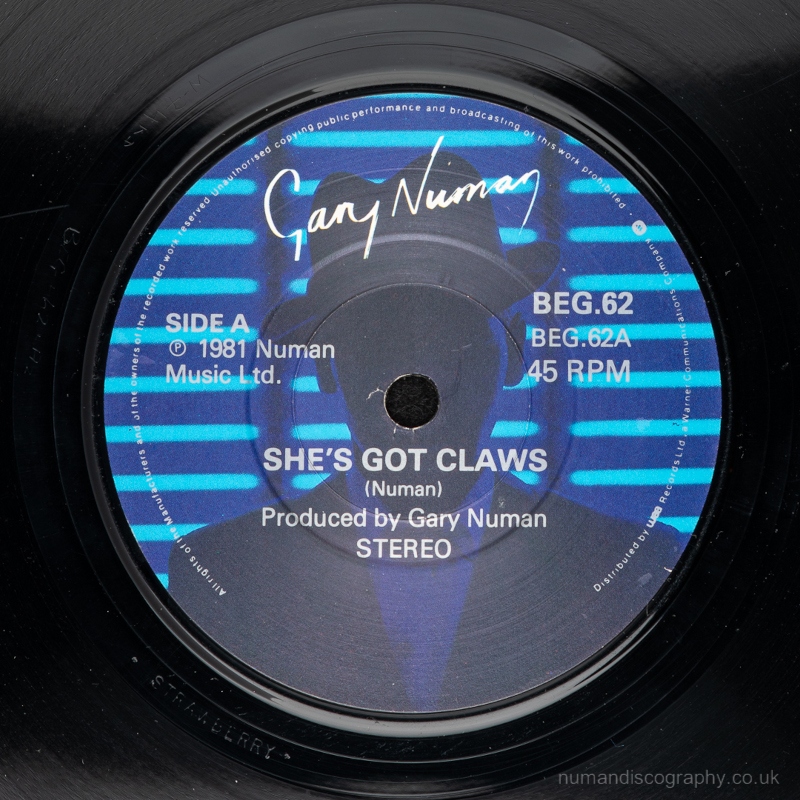 Gary Numan
SIDE A
℗ 1981 Numan
Music Ltd.
BEG.62
BEG.62A
45 RPM
SHE'S GOT CLAWS
(Numan)
Produced by Gary Numan
STEREO
All rights of the Manufacturers and of the owners of the recorded work reserved Unauthorised copying public performance and broadcasting of this work prohibited.
Distributed by wea Records Ltd. a Warner Communications Company
STRAWBERRY
numandiscography.co.uk